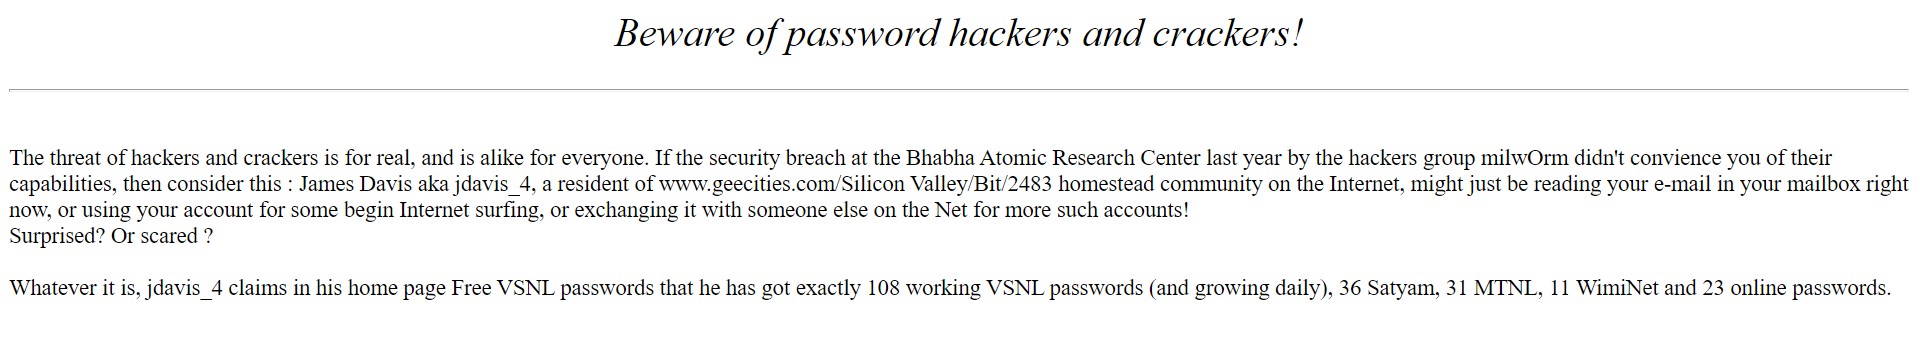 Beware of password hackers and crackers!
The threat of hackers and crackers is for real, and is alike for everyone. If the security breach at the Bhabha Atomic Research Center last year by the hackers group milwOrm didn't convience you of their
capabilities, then consider this : James Davis aka jdavis_4, a resident of www.geecities.com/Silicon Valley/Bit/2483 homestead community on the Internet, might just be reading your e-mail in your mailbox right
now, or using your account for some begin Internet surfing, or exchanging it with someone else on the Net for more such accounts!
Surprised? Or scared ?
Whatever it is, jdavis_4 claims in his home page Free VSNL passwords that he has got exactly 108 working VSNL passwords (and growing daily), 36 Satyam, 31 MTNL, 11 WimiNet and 23 online passwords.